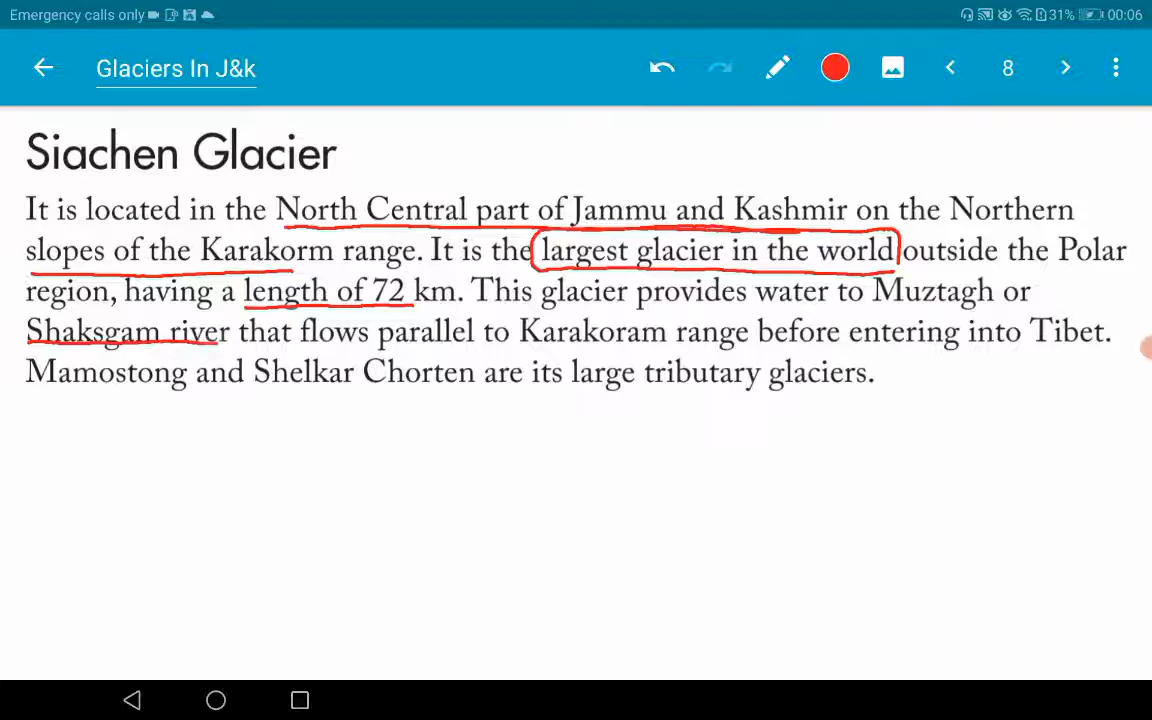 Emergency calls only 31% 00:06
Glaciers In J&k 8
Siachen Glacier
It is located in the North Central part of Jammu and Kashmir on the Northern
slopes of the Karakorm range. It is the largest glacier in the world outside the Polar
region, having a length of 72 km. This glacier provides water to Muztagh or
Shaksgam river that flows parallel to Karakoram range before entering into Tibet.
Mamostong and Shelkar Chorten are its large tributary glaciers.